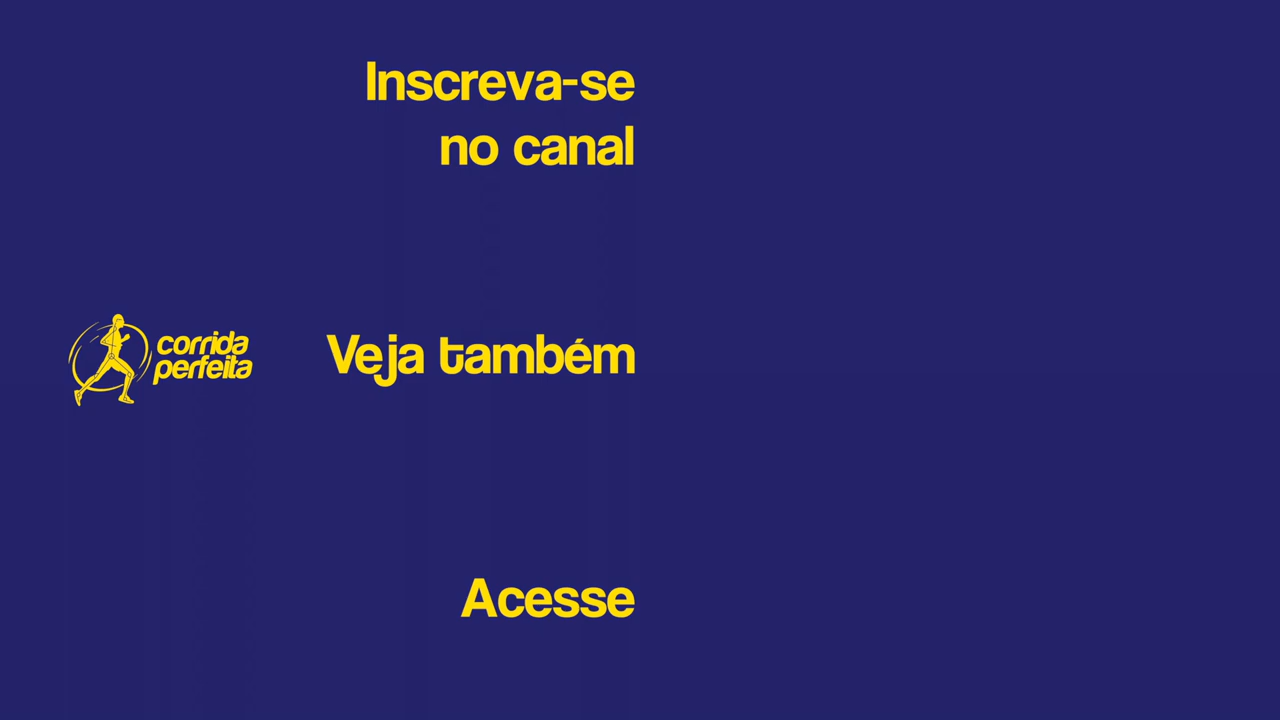 Inscreva-se
no canal
corrida
perfeita
Veja também
Acesse